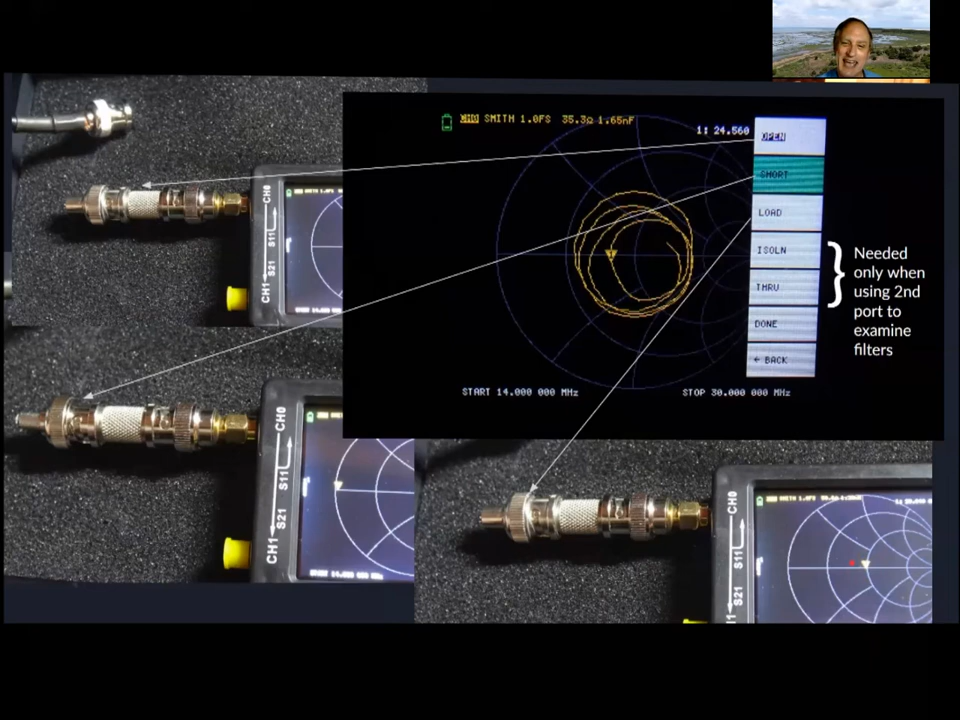 SMITH 1.0FS 35.3Ω 1.65nF
1: 24.560
OPEN
SHORT
LOAD
ISOLN
THRU
DONE
← BACK
START 14.000 000 MHz
STOP 30.000 000 MHz
Needed
only when
using 2nd
port to
examine
filters
CH0
S11
S21
CH1
CH0
S11
S21
CH1
CH0
S11
S21